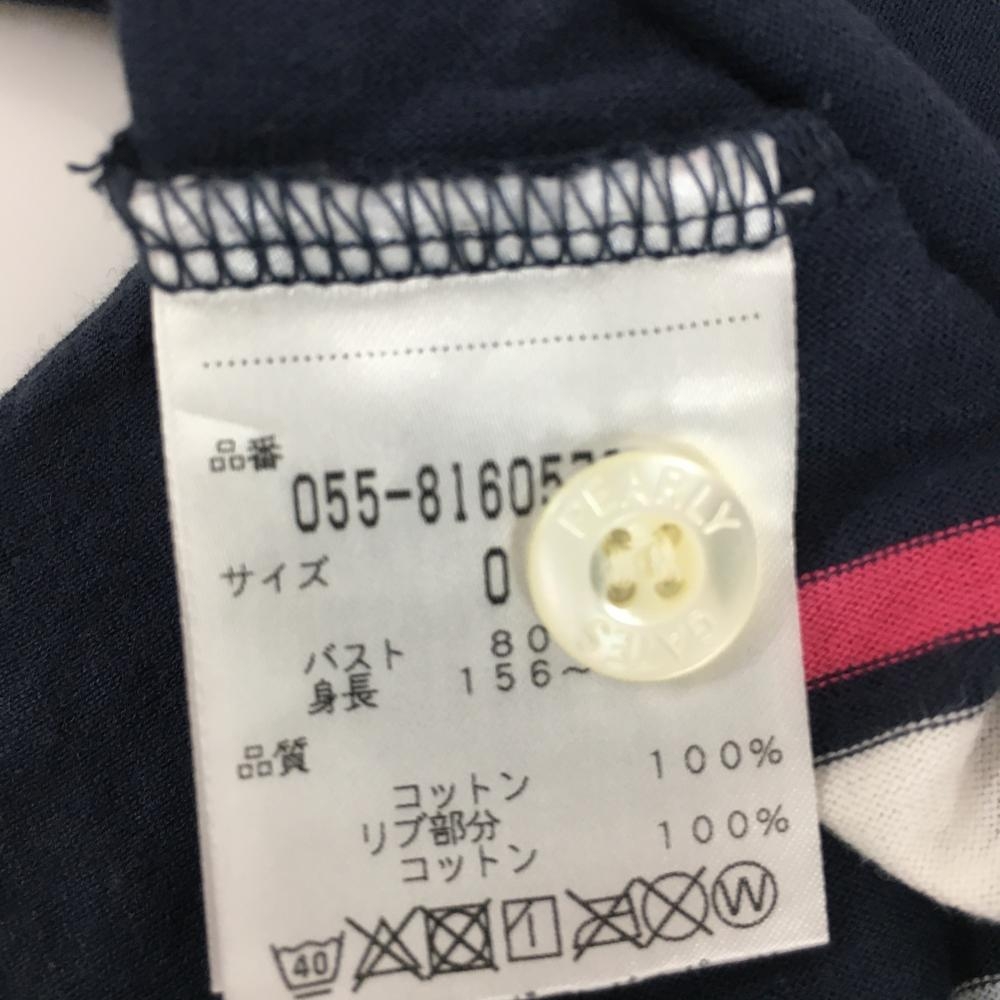 品番
055-816057
サイズ 0
バスト 80
身長 156~
品質
コットン 100%
リブ部分
コットン 100%
40 W
PEARLY
GATES